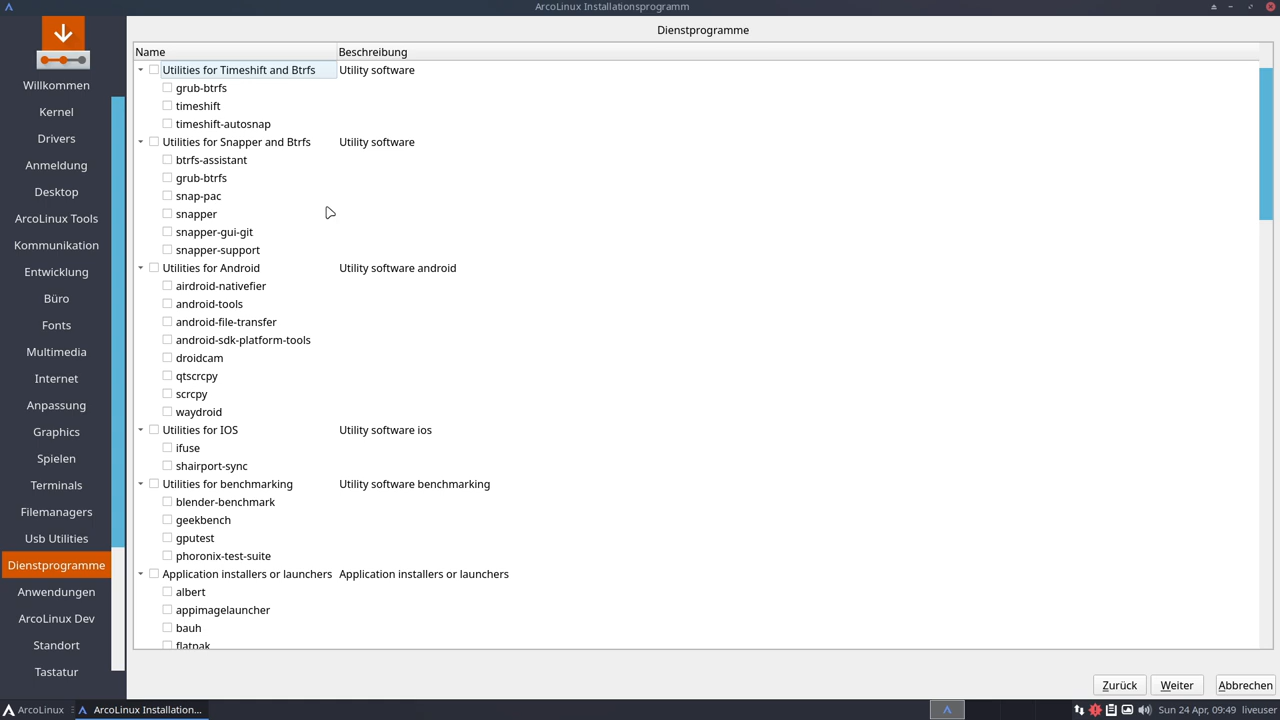 ArcoLinux Installationsprogramm
Willkommen
Kernel
Drivers
Anmeldung
Desktop
ArcoLinux Tools
Kommunikation
Entwicklung
Büro
Fonts
Multimedia
Internet
Anpassung
Graphics
Spielen
Terminals
Filemanagers
Usb Utilities
Dienstprogramme
Anwendungen
ArcoLinux Dev
Standort
Tastatur
Dienstprogramme
Name Beschreibung
Utilities for Timeshift and Btrfs Utility software
grub-btrfs
timeshift
timeshift-autosnap
Utilities for Snapper and Btrfs Utility software
btrfs-assistant
grub-btrfs
snap-pac
snapper
snapper-gui-git
snapper-support
Utilities for Android Utility software android
airdroid-nativefier
android-tools
android-file-transfer
android-sdk-platform-tools
droidcam
qtscrcpy
scrcpy
waydroid
Utilities for IOS Utility software ios
ifuse
shairport-sync
Utilities for benchmarking Utility software benchmarking
blender-benchmark
geekbench
gputest
phoronix-test-suite
Application installers or launchers Application installers or launchers
albert
appimagelauncher
bauh
flatpak
Zurück Weiter Abbrechen
ArcoLinux ArcoLinux Installation... Sun 24 Apr, 09:49 liveuser